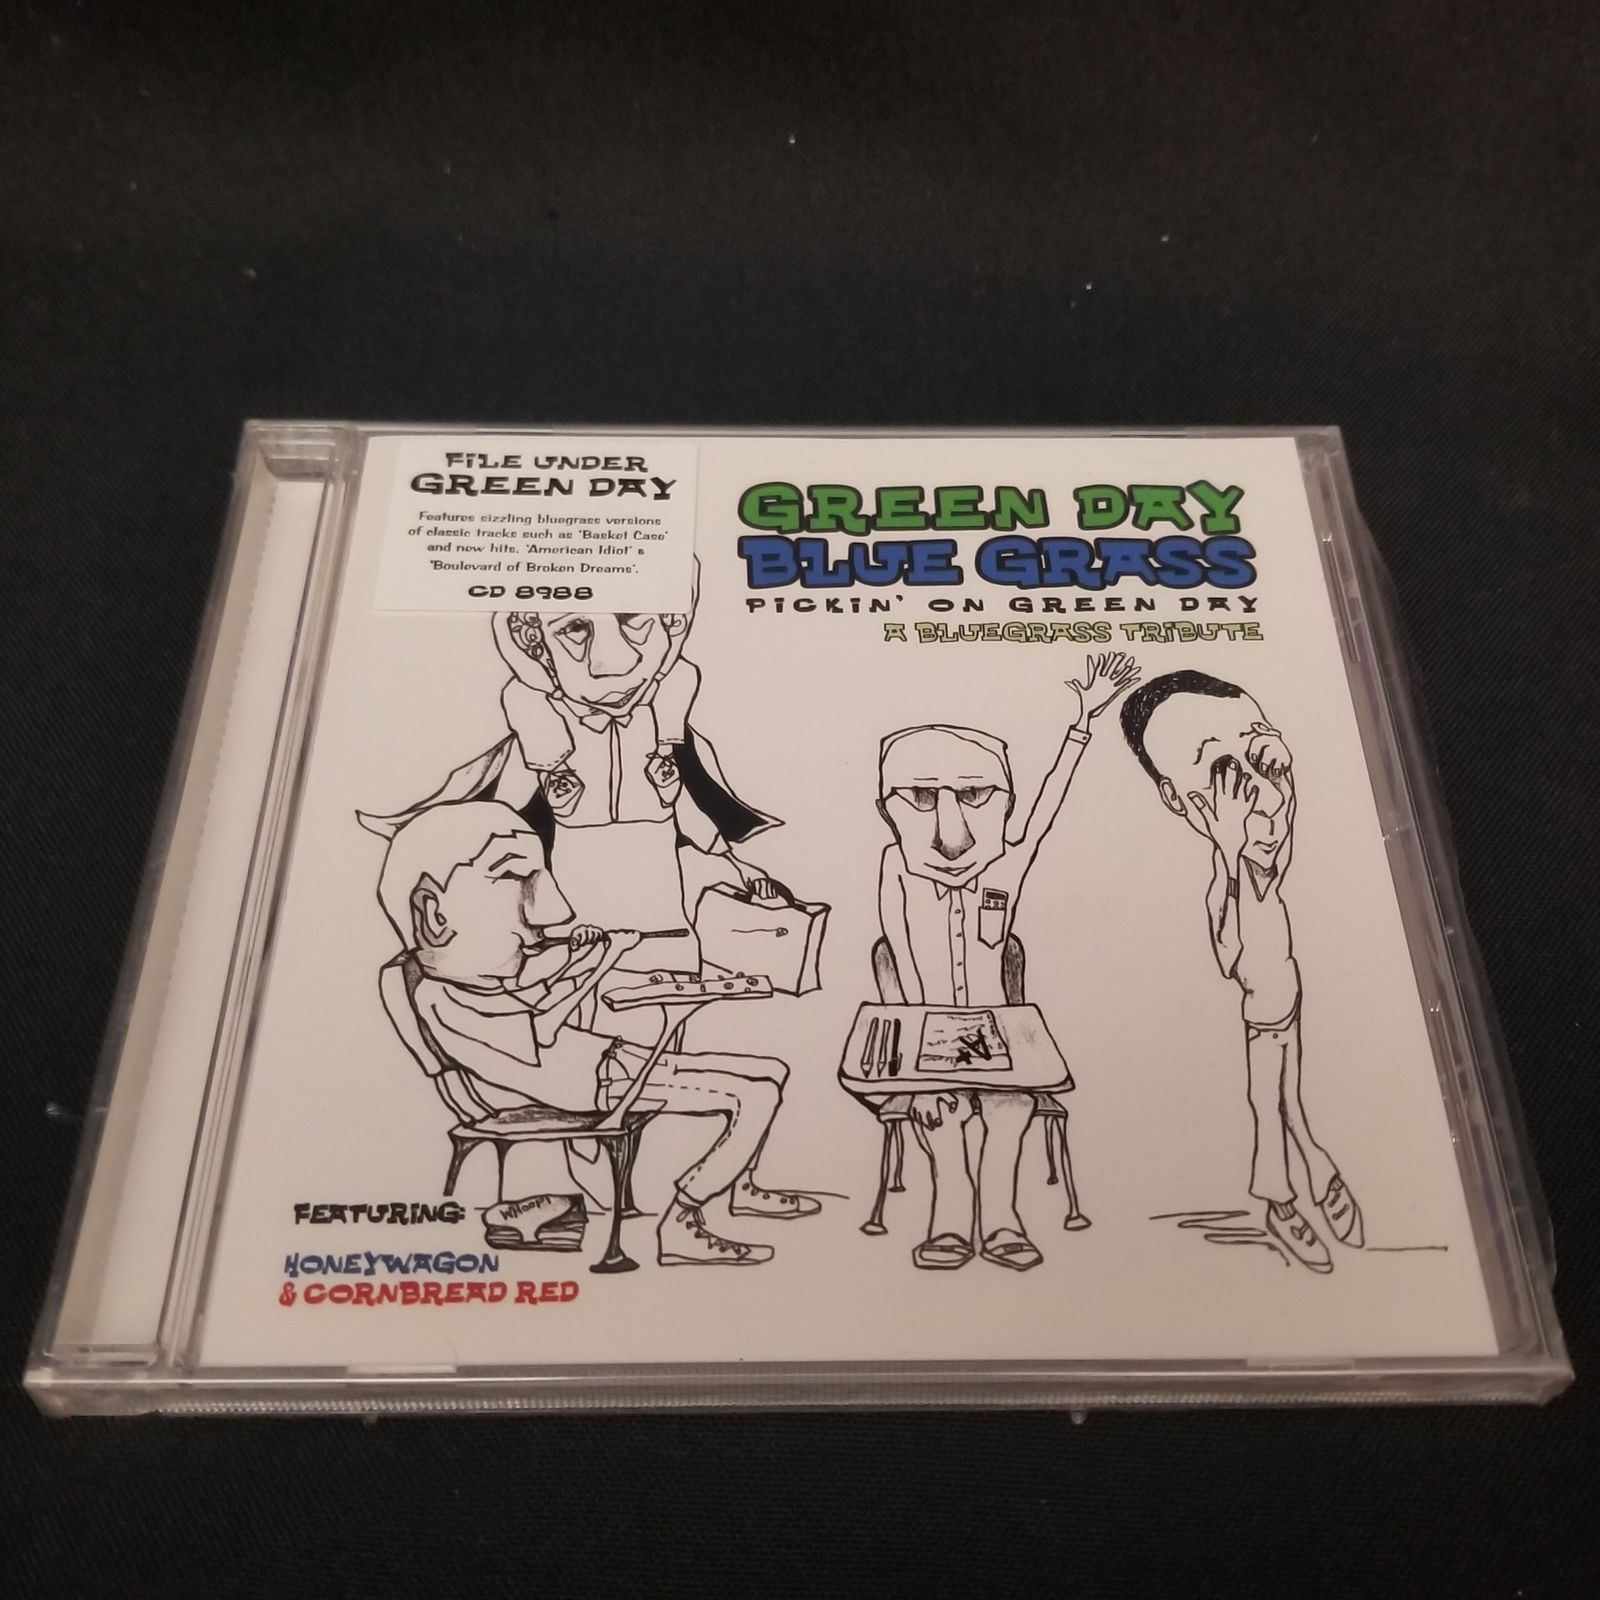 FILE UNDER
GREEN DAY
Features sizzling bluegrass versions
of classic tracks such as 'Basket Case'
and new hits, 'American Idiot' &
'Boulevard of Broken Dreams'.
CD 8988
GREEN DAY
BLUE GRASS
PICKIN' ON GREEN DAY
A BLUEGRASS TRIBUTE
A+
WHOOP!
FEATURING:
HONEYWAGON
& CORNBREAD RED